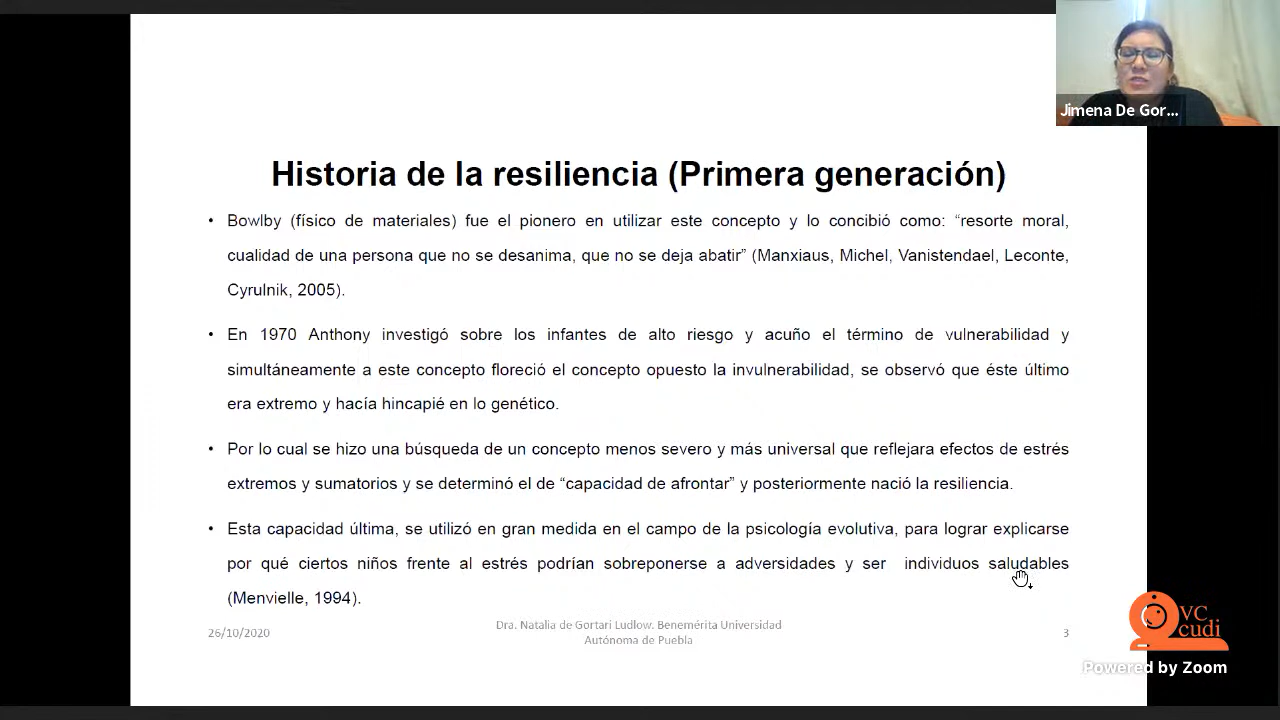 Jimena De Gor...
Historia de la resiliencia (Primera generación)
• Bowlby (físico de materiales) fue el pionero en utilizar este concepto y lo concibió como: “resorte moral,
cualidad de una persona que no se desanima, que no se deja abatir” (Manxiaus, Michel, Vanistendael, Leconte,
Cyrulnik, 2005).
• En 1970 Anthony investigó sobre los infantes de alto riesgo y acuño el término de vulnerabilidad y
simultáneamente a este concepto floreció el concepto opuesto la invulnerabilidad, se observó que éste último
era extremo y hacía hincapié en lo genético.
• Por lo cual se hizo una búsqueda de un concepto menos severo y más universal que reflejara efectos de estrés
extremos y sumatorios y se determinó el de “capacidad de afrontar” y posteriormente nació la resiliencia.
• Esta capacidad última, se utilizó en gran medida en el campo de la psicología evolutiva, para lograr explicarse
por qué ciertos niños frente al estrés podrían sobreponerse a adversidades y ser individuos saludables
(Menvielle, 1994).
26/10/2020
Dra. Natalia de Gortari Ludlow. Benemérita Universidad
Autónoma de Puebla
3
VC
cudi
Powered by Zoom